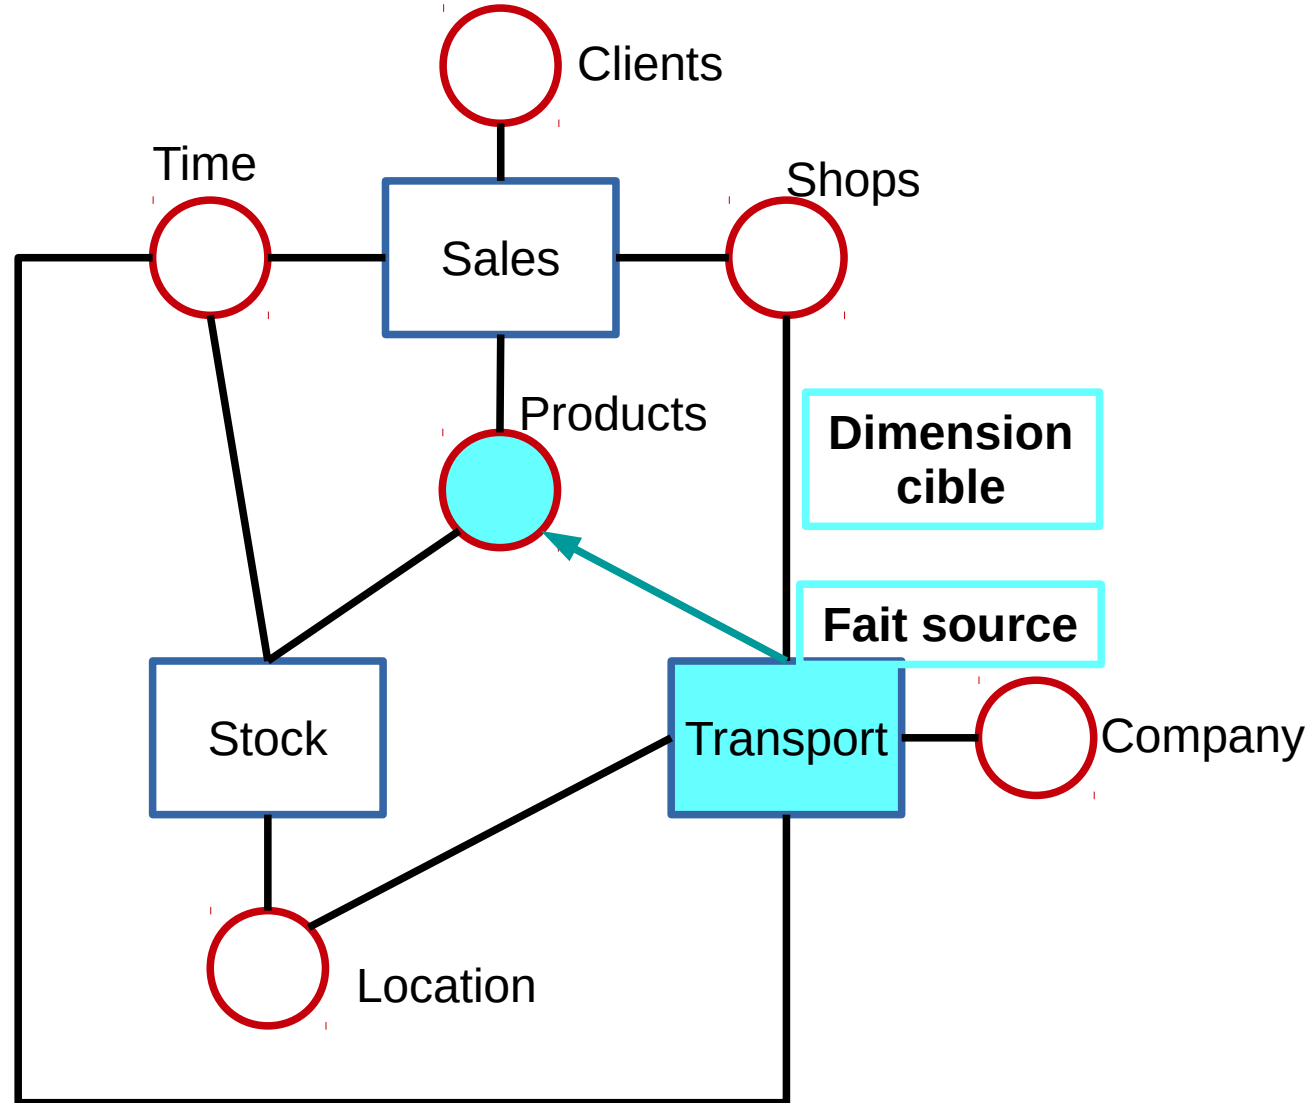 Clients
Time
Shops
Sales
Products
Dimension
cible
Fait source
Stock
Transport
Company
Location